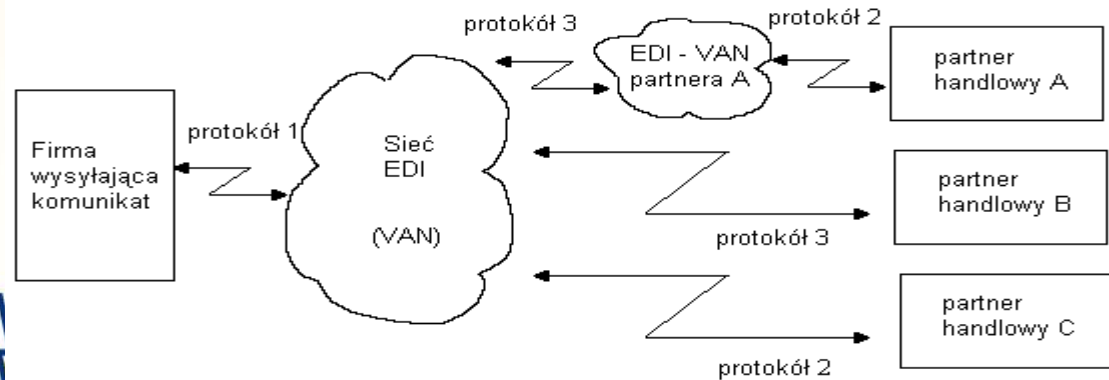 protokół 3
protokół 2
EDI - VAN
partnera A
partner
handlowy A
protokół 1
Firma
wysyłająca
komunikat
Sieć
EDI
(VAN)
partner
handlowy B
protokół 3
partner
handlowy C
protokół 2